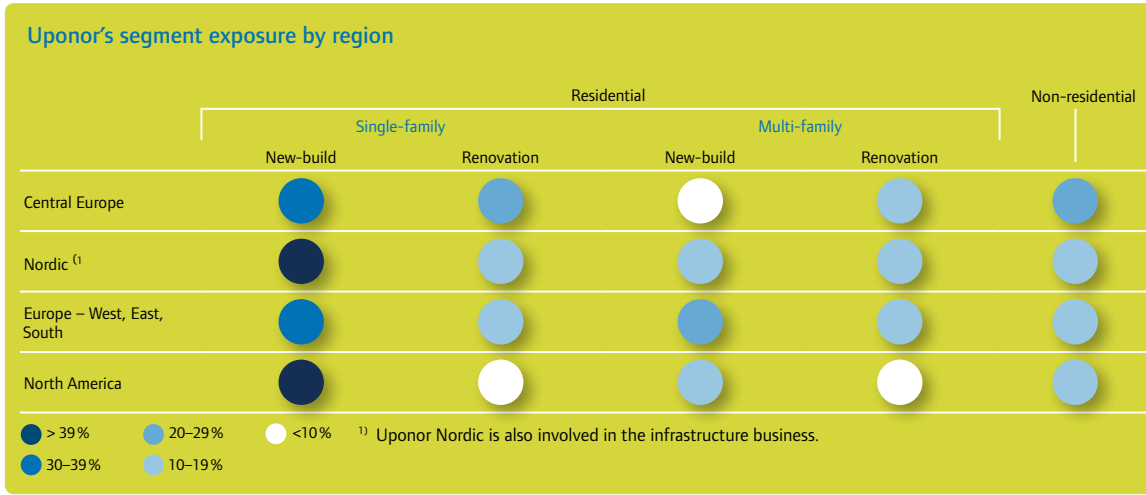 Uponor's segment exposure by region
Residential
Non-residential
Single-family
Multi-family
New-build
Renovation
New-build
Renovation
Central Europe
Nordic (1
Europe – West, East,
South
North America
> 39 %
20–29 %
<10 %
1) Uponor Nordic is also involved in the infrastructure business.
30–39 %
10–19 %